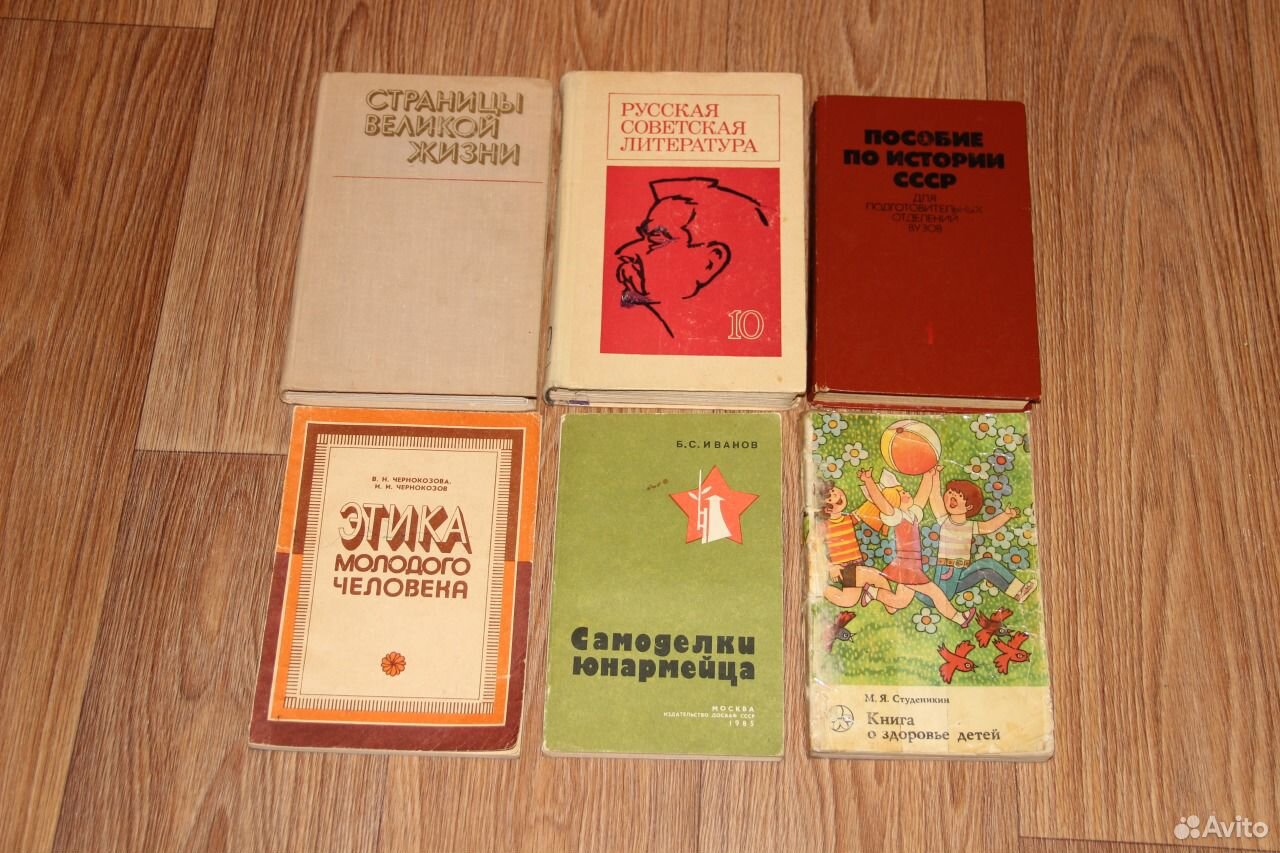 СТРАНИЦЫ
ВЕЛИКОЙ
ЖИЗНИ
РУССКАЯ
СОВЕТСКАЯ
ЛИТЕРАТУРА
10
ПОСОБИЕ
ПО ИСТОРИИ
СССР
ДЛЯ
ПОДГОТОВИТЕЛЬНЫХ
ОТДЕЛЕНИЙ
ВУЗОВ
1
В. Н. ЧЕРНОКОЗОВА,
И. И. ЧЕРНОКОЗОВ
ЭТИКА
МОЛОДОГО
ЧЕЛОВЕКА
Б.С.ИВАНОВ
Самоделки
юнармейца
МОСКВА
ИЗДАТЕЛЬСТВО ДОСААФ СССР
1985
М. Я. Студеникин
Книга
о здоровье детей
Avito